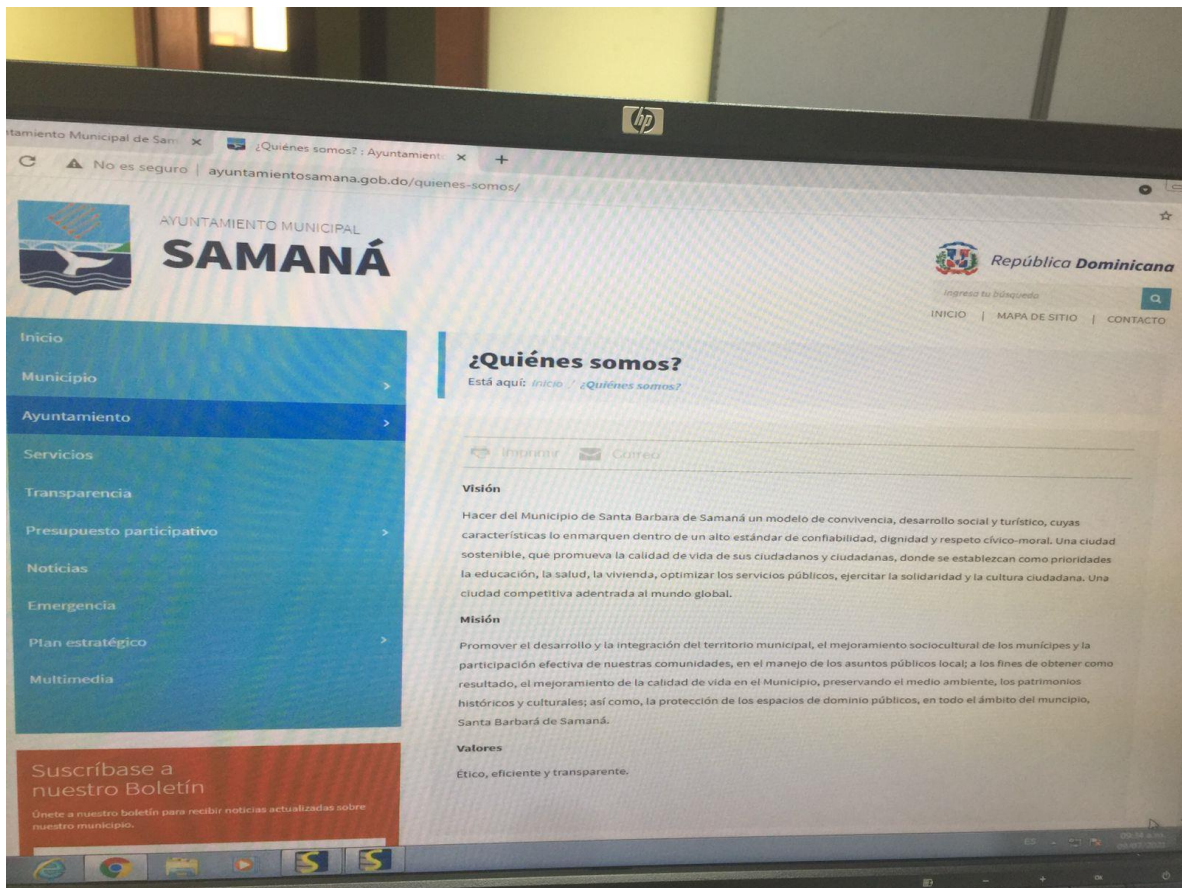 hp
ntamiento Municipal de Sam
¿Quiénes somos? : Ayuntamient
No es seguro | ayuntamientosamana.gob.do/quienes-somos/
AYUNTAMIENTO MUNICIPAL
SAMANÁ
República Dominicana
Ingresa tu búsqueda
INICIO | MAPA DE SITIO | CONTACTO
Inicio
Municipio
Ayuntamiento
Servicios
Transparencia
Presupuesto participativo
Noticias
Emergencia
Plan estratégico
Multimedia
Suscríbase a
nuestro Boletín
Únete a nuestro boletín para recibir noticias actualizadas sobre
nuestro municipio.
¿Quiénes somos?
Está aquí: Inicio / ¿Quiénes somos?
Imprimir Correo
Visión
Hacer del Municipio de Santa Barbara de Samaná un modelo de convivencia, desarrollo social y turístico, cuyas
características lo enmarquen dentro de un alto estándar de confiabilidad, dignidad y respeto cívico-moral. Una ciudad
sostenible, que promueva la calidad de vida de sus ciudadanos y ciudadanas, donde se establezcan como prioridades
la educación, la salud, la vivienda, optimizar los servicios públicos, ejercitar la solidaridad y la cultura ciudadana. Una
ciudad competitiva adentrada al mundo global.
Misión
Promover el desarrollo y la integración del territorio municipal, el mejoramiento sociocultural de los munícipes y la
participación efectiva de nuestras comunidades, en el manejo de los asuntos públicos local; a los fines de obtener como
resultado, el mejoramiento de la calidad de vida en el Municipio, preservando el medio ambiente, los patrimonios
históricos y culturales; así como, la protección de los espacios de dominio públicos, en todo el ámbito del muncipio,
Santa Barbará de Samaná.
Valores
Ético, eficiente y transparente.
ES